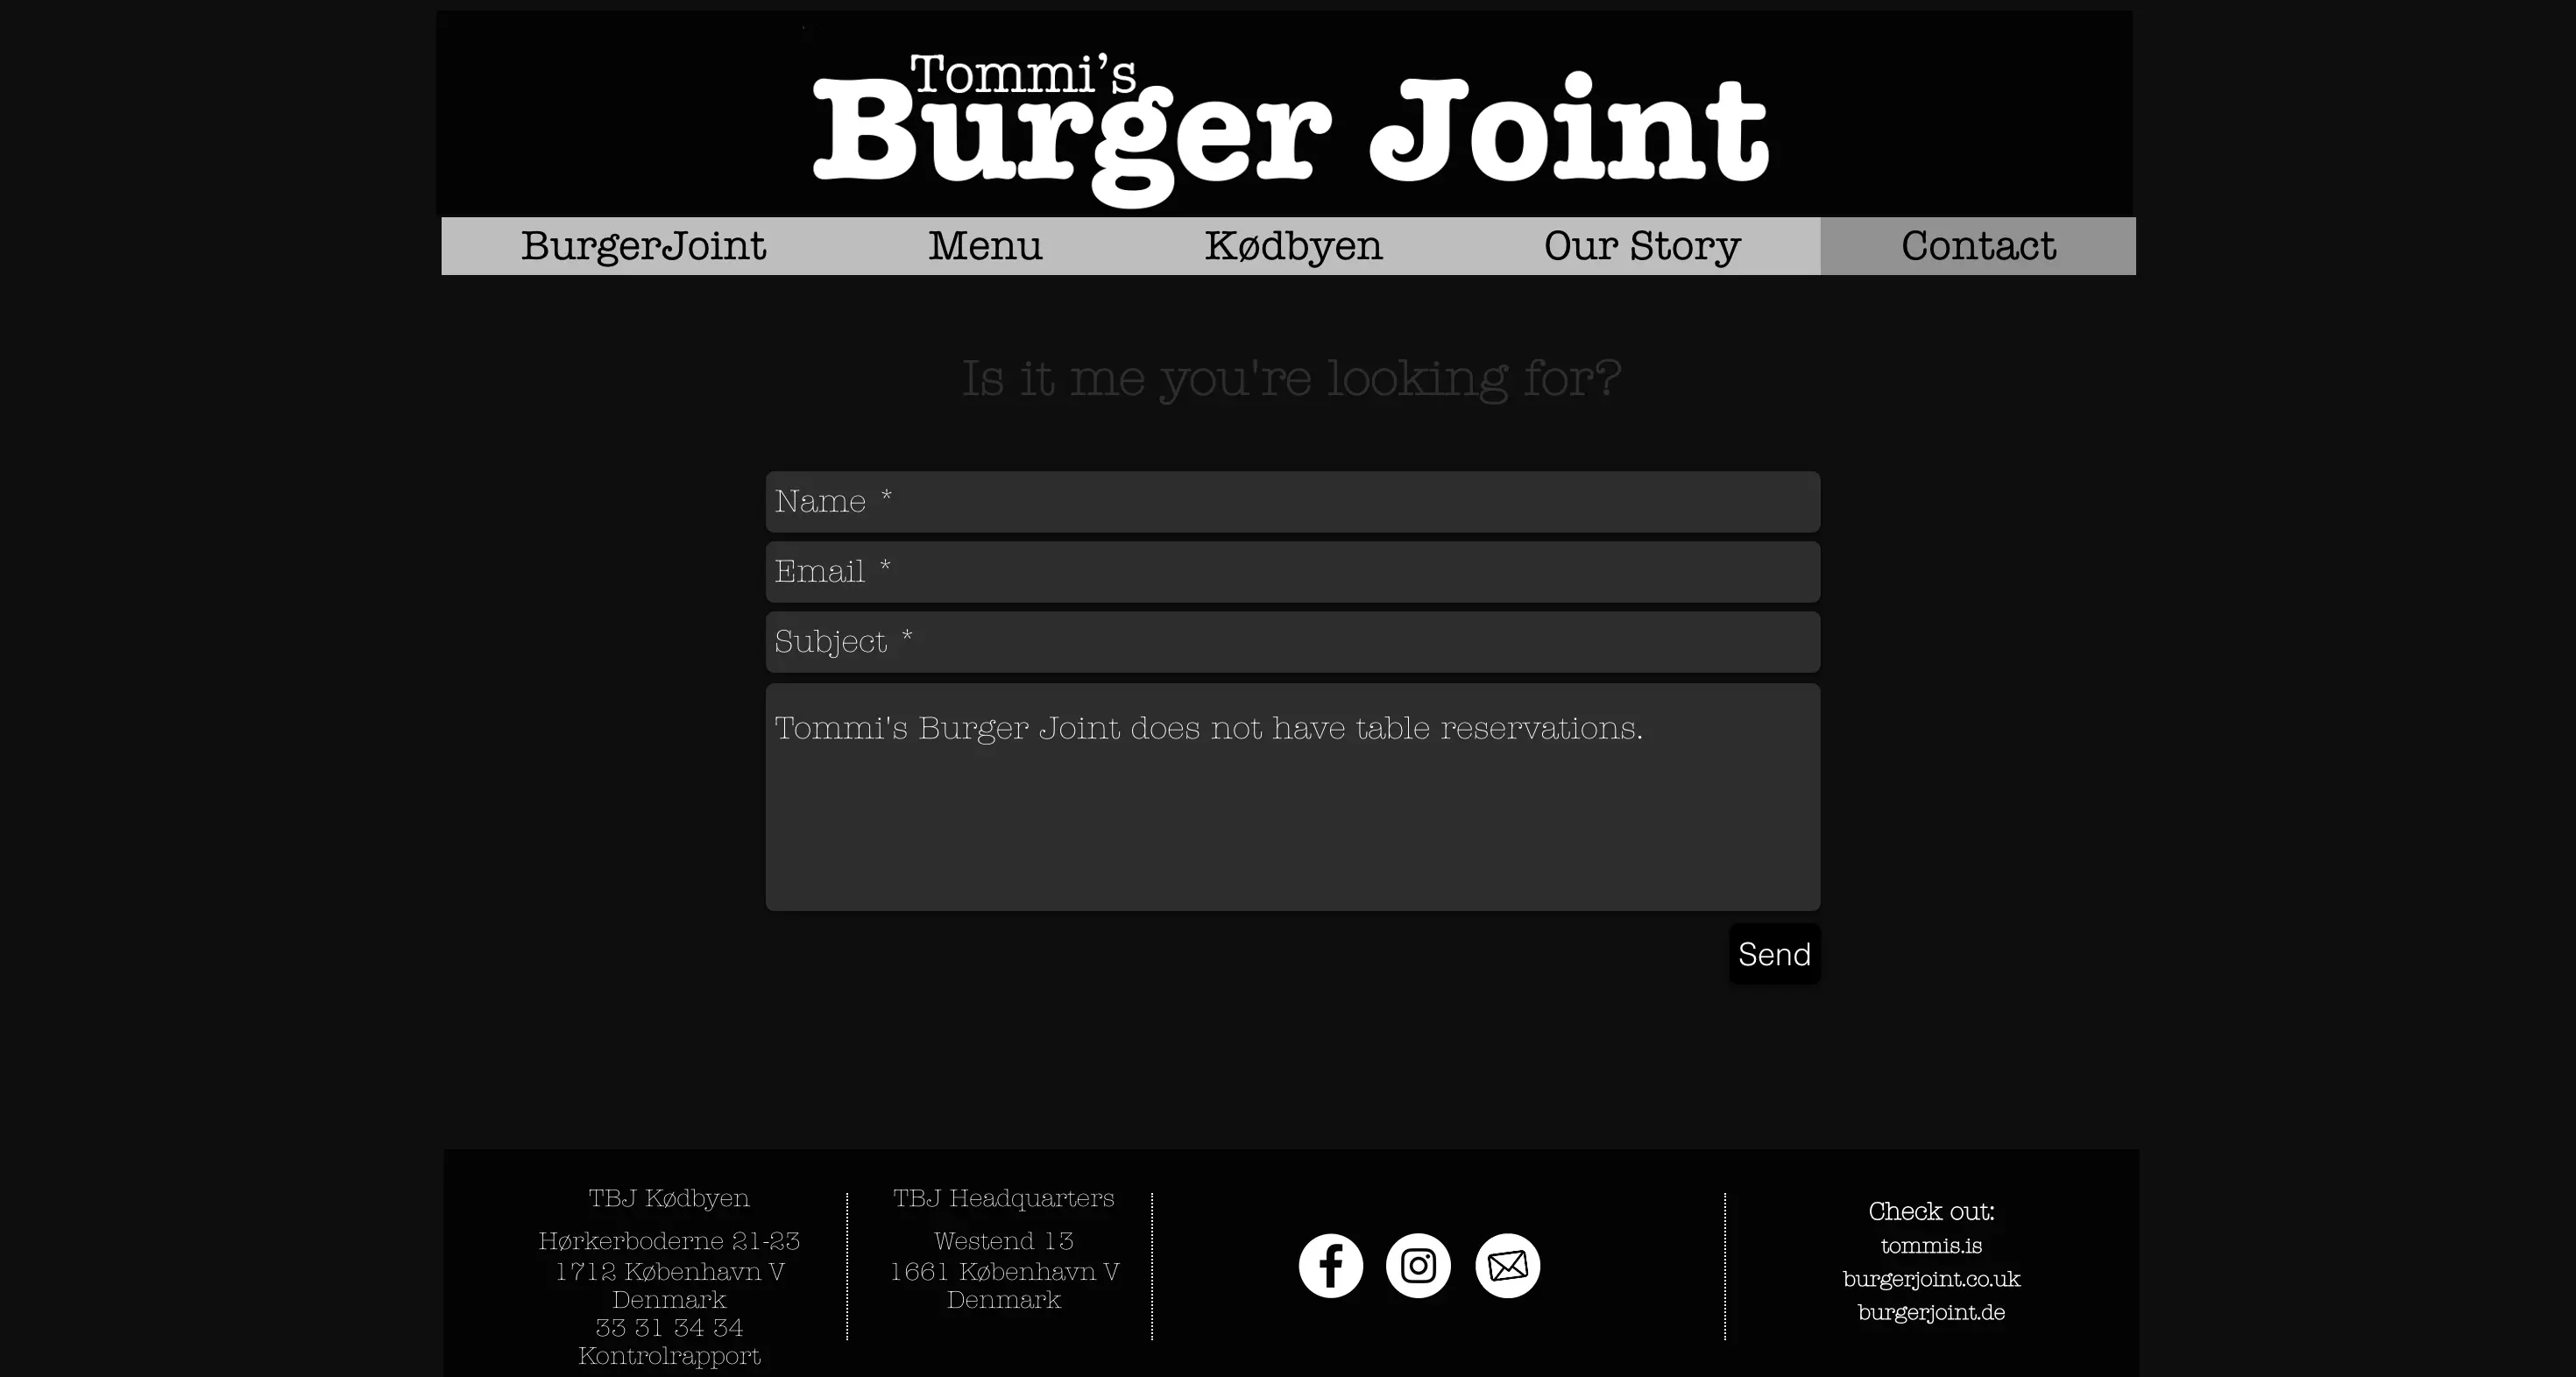 Tommi's
Burger Joint
BurgerJoint Menu Kødbyen Our Story Contact
Is it me you're looking for?
Name *
Email *
Subject *
Tommi's Burger Joint does not have table reservations.
Send
TBJ Kødbyen
Hørkerboderne 21-23
1712 København V
Denmark
33 31 34 34
Kontrolrapport
TBJ Headquarters
Westend 13
1661 København V
Denmark
Check out:
tommis.is
burgerjoint.co.uk
burgerjoint.de